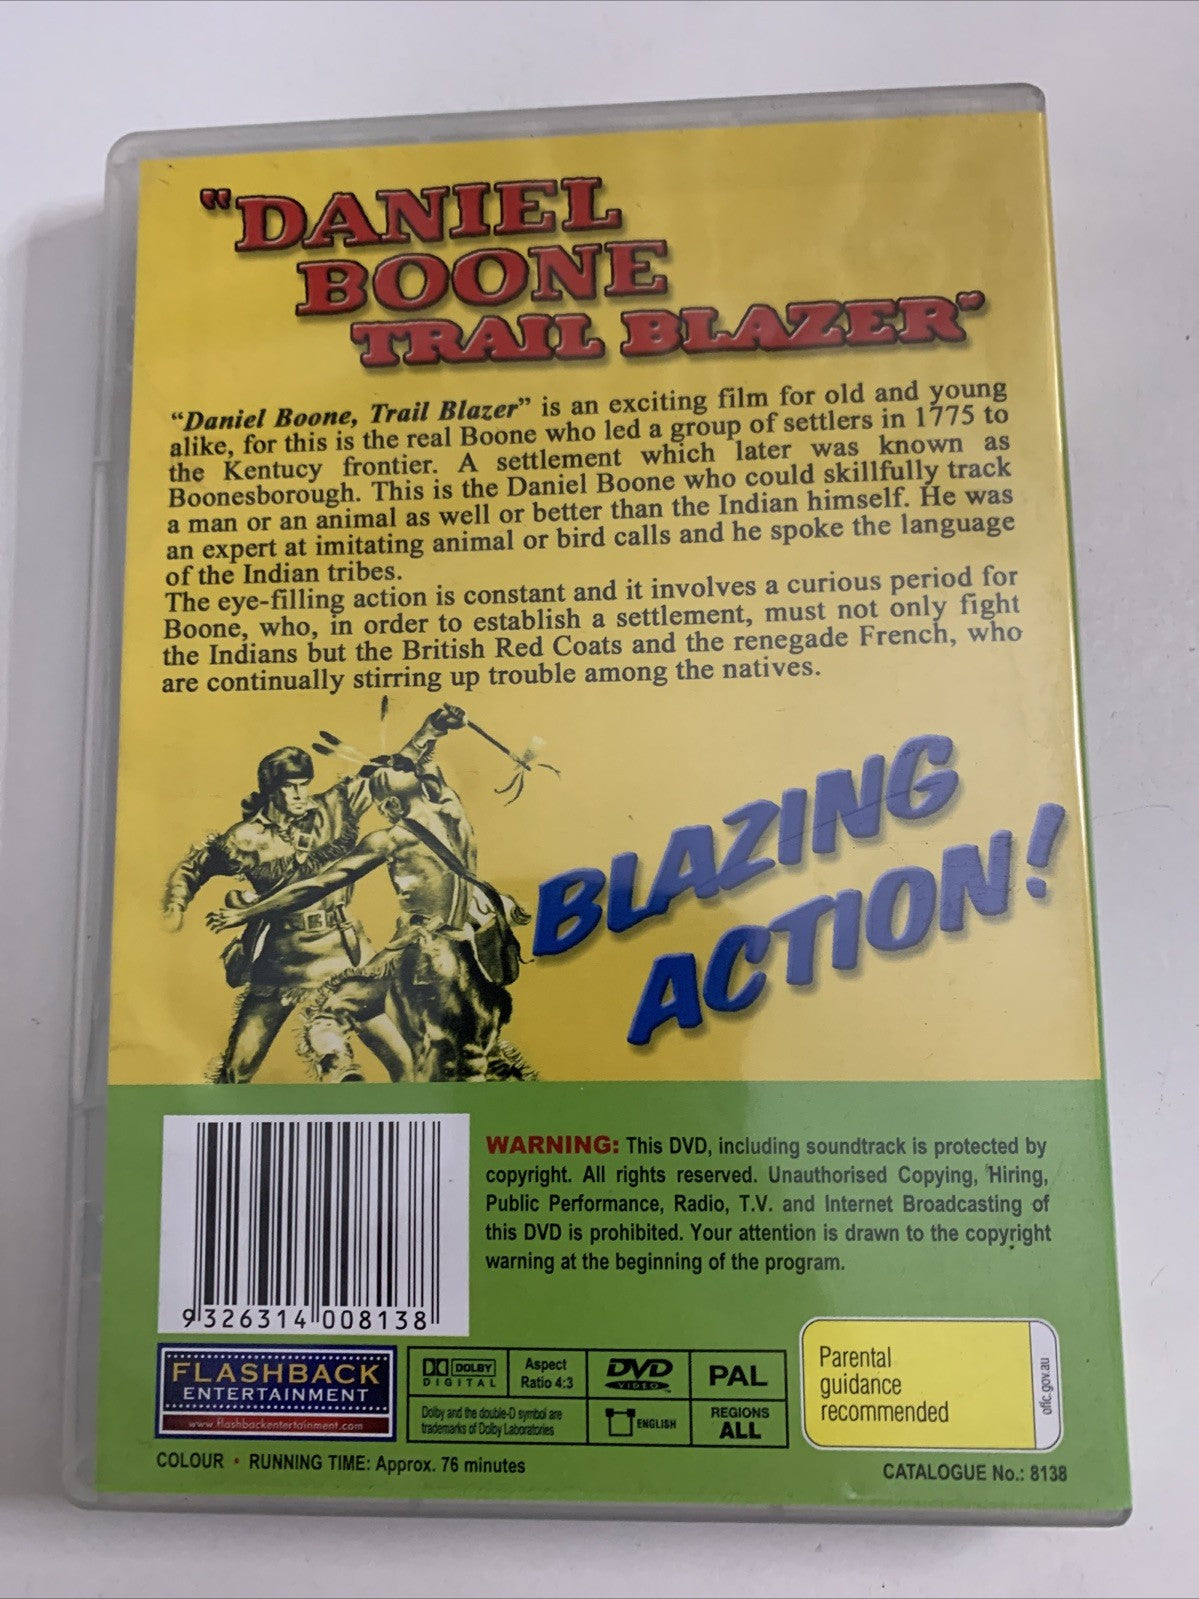 "DANIEL
BOONE
TRAIL BLAZER"
“Daniel Boone, Trail Blazer” is an exciting film for old and young
alike, for this is the real Boone who led a group of settlers in 1775 to
the Kentucy frontier. A settlement which later was known as
Boonesborough. This is the Daniel Boone who could skillfully track
a man or an animal as well or better than the Indian himself. He was
an expert at imitating animal or bird calls and he spoke the language
of the Indian tribes.
The eye-filling action is constant and it involves a curious period for
Boone, who, in order to establish a settlement, must not only fight
the Indians but the British Red Coats and the renegade French, who
are continually stirring up trouble among the natives.
BLAZING
ACTION!
WARNING: This DVD, including soundtrack is protected by
copyright. All rights reserved. Unauthorised Copying, Hiring,
Public Performance, Radio, T.V. and Internet Broadcasting of
this DVD is prohibited. Your attention is drawn to the copyright
warning at the beginning of the program.
9 326314 008138
FLASHBACK
ENTERTAINMENT
www.flashbackentertainment.com
DOLBY
DIGITAL
Aspect
Ratio 4:3
DVD
VIDEO
TM
PAL
Dolby and the double-D symbol are
trademarks of Dolby Laboratories
ENGLISH
REGIONS
ALL
Parental
guidance
recommended
oflc.gov.au
COLOUR • RUNNING TIME: Approx. 76 minutes
CATALOGUE No.: 8138